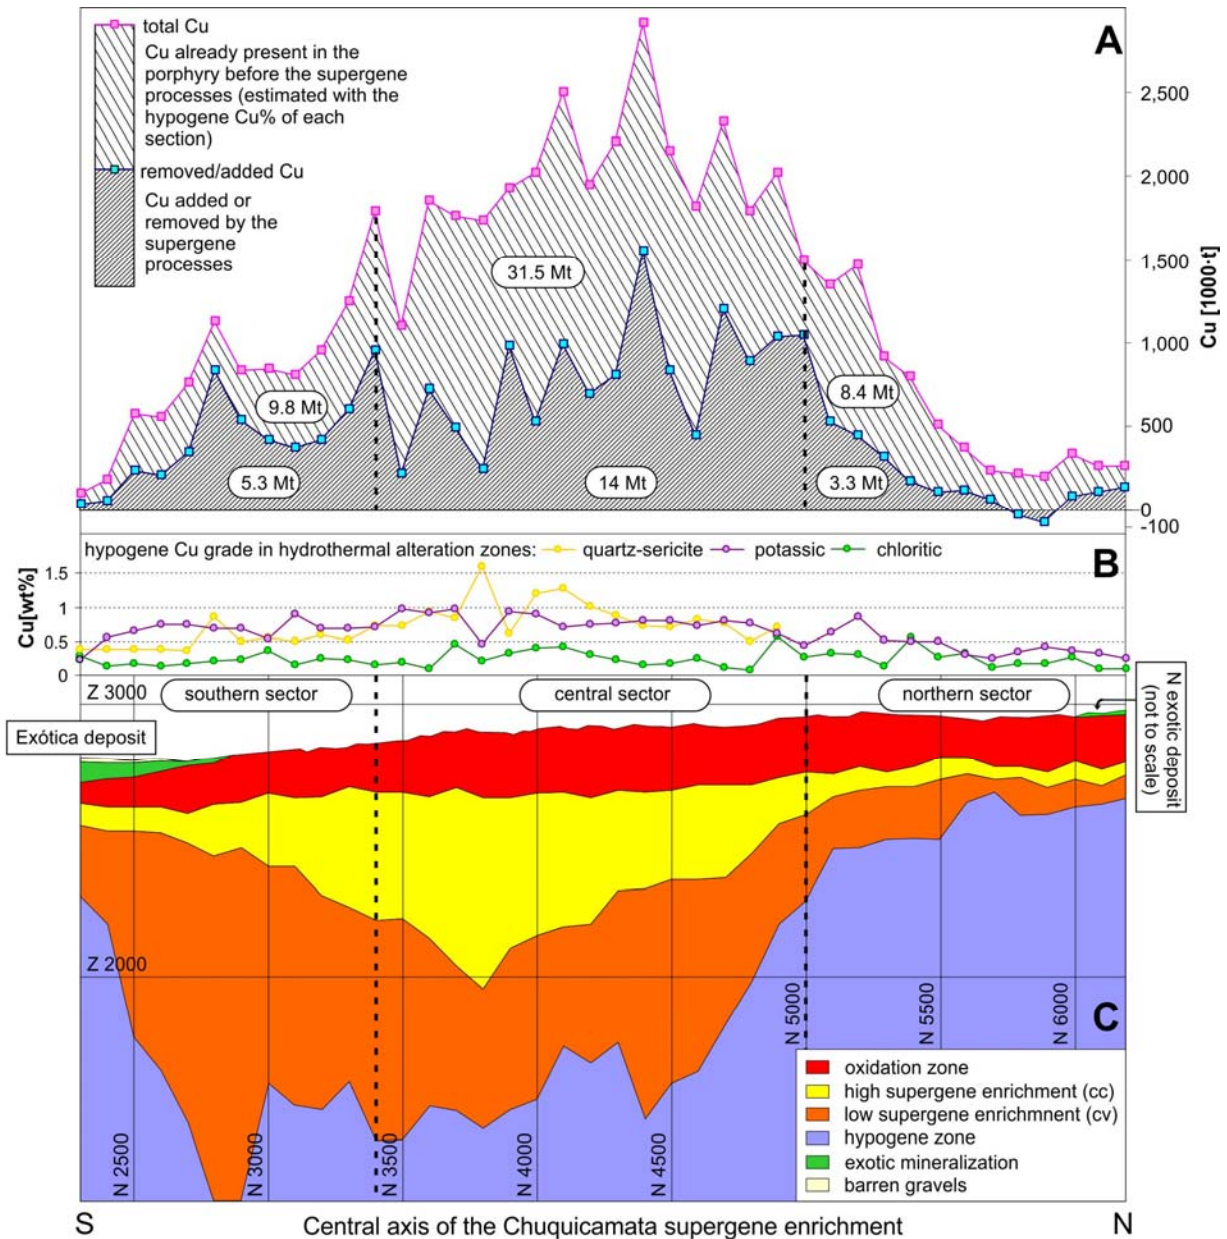 A
total Cu
Cu already present in the
porphyry before the supergene
processes (estimated with the
hypogene Cu% of each
section)
removed/added Cu
Cu added or
removed by the
supergene
processes
2,500
2,000
1,500
1,000
500
0
-100
Cu [1000·t]
31.5 Mt
9.8 Mt
8.4 Mt
5.3 Mt
14 Mt
3.3 Mt
hypogene Cu grade in hydrothermal alteration zones: quartz-sericite potassic chloritic
B
Cu[wt%]
1.5
1
0.5
0
Z 3000
southern sector
central sector
northern sector
N exotic deposit
(not to scale)
Exótica deposit
Z 2000
N 2500
N 3000
N 3500
N 4000
N 4500
N 5000
N 5500
N 6000
C
oxidation zone
high supergene enrichment (cc)
low supergene enrichmnent (cv)
hypogene zone
exotic mineralization
barren gravels
S
Central axis of the Chuquicamata supergene enrichment
N